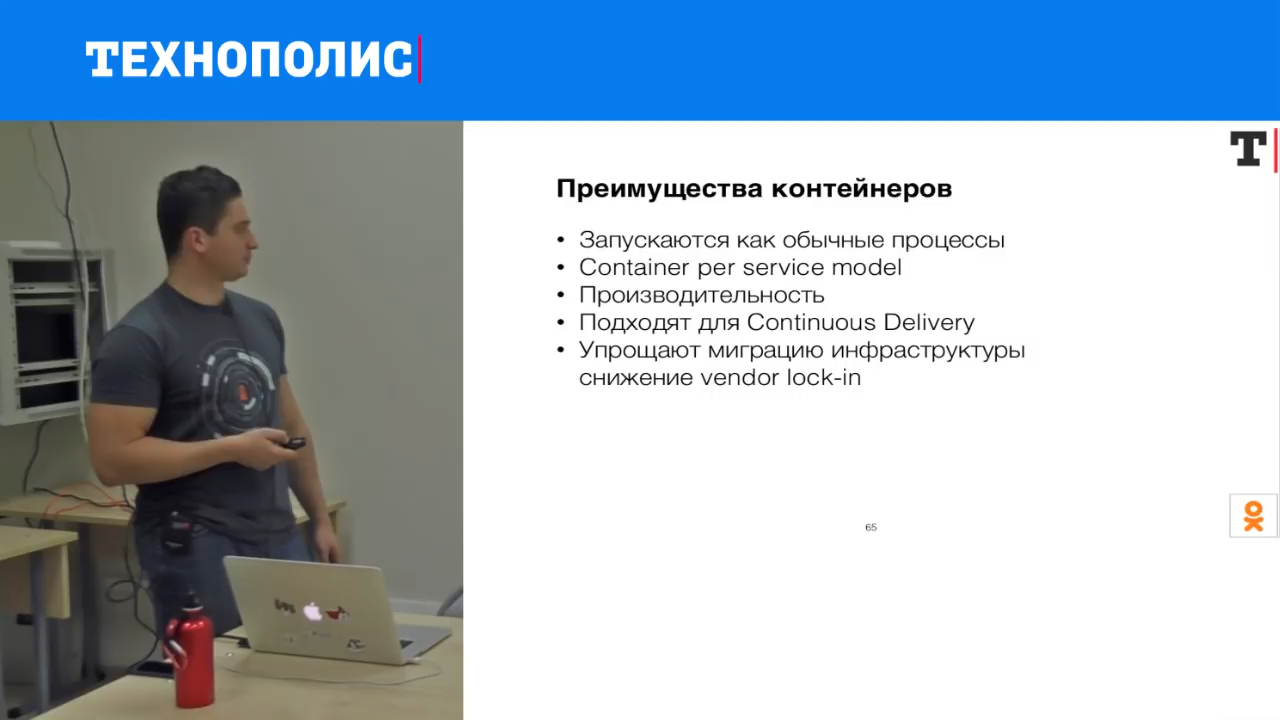 ТЕХНОПОЛИС
Т
Преимущества контейнеров
• Запускаются как обычные процессы
• Container per service model
• Производительность
• Подходят для Continuous Delivery
• Упрощают миграцию инфраструктуры
снижение vendor lock-in
65